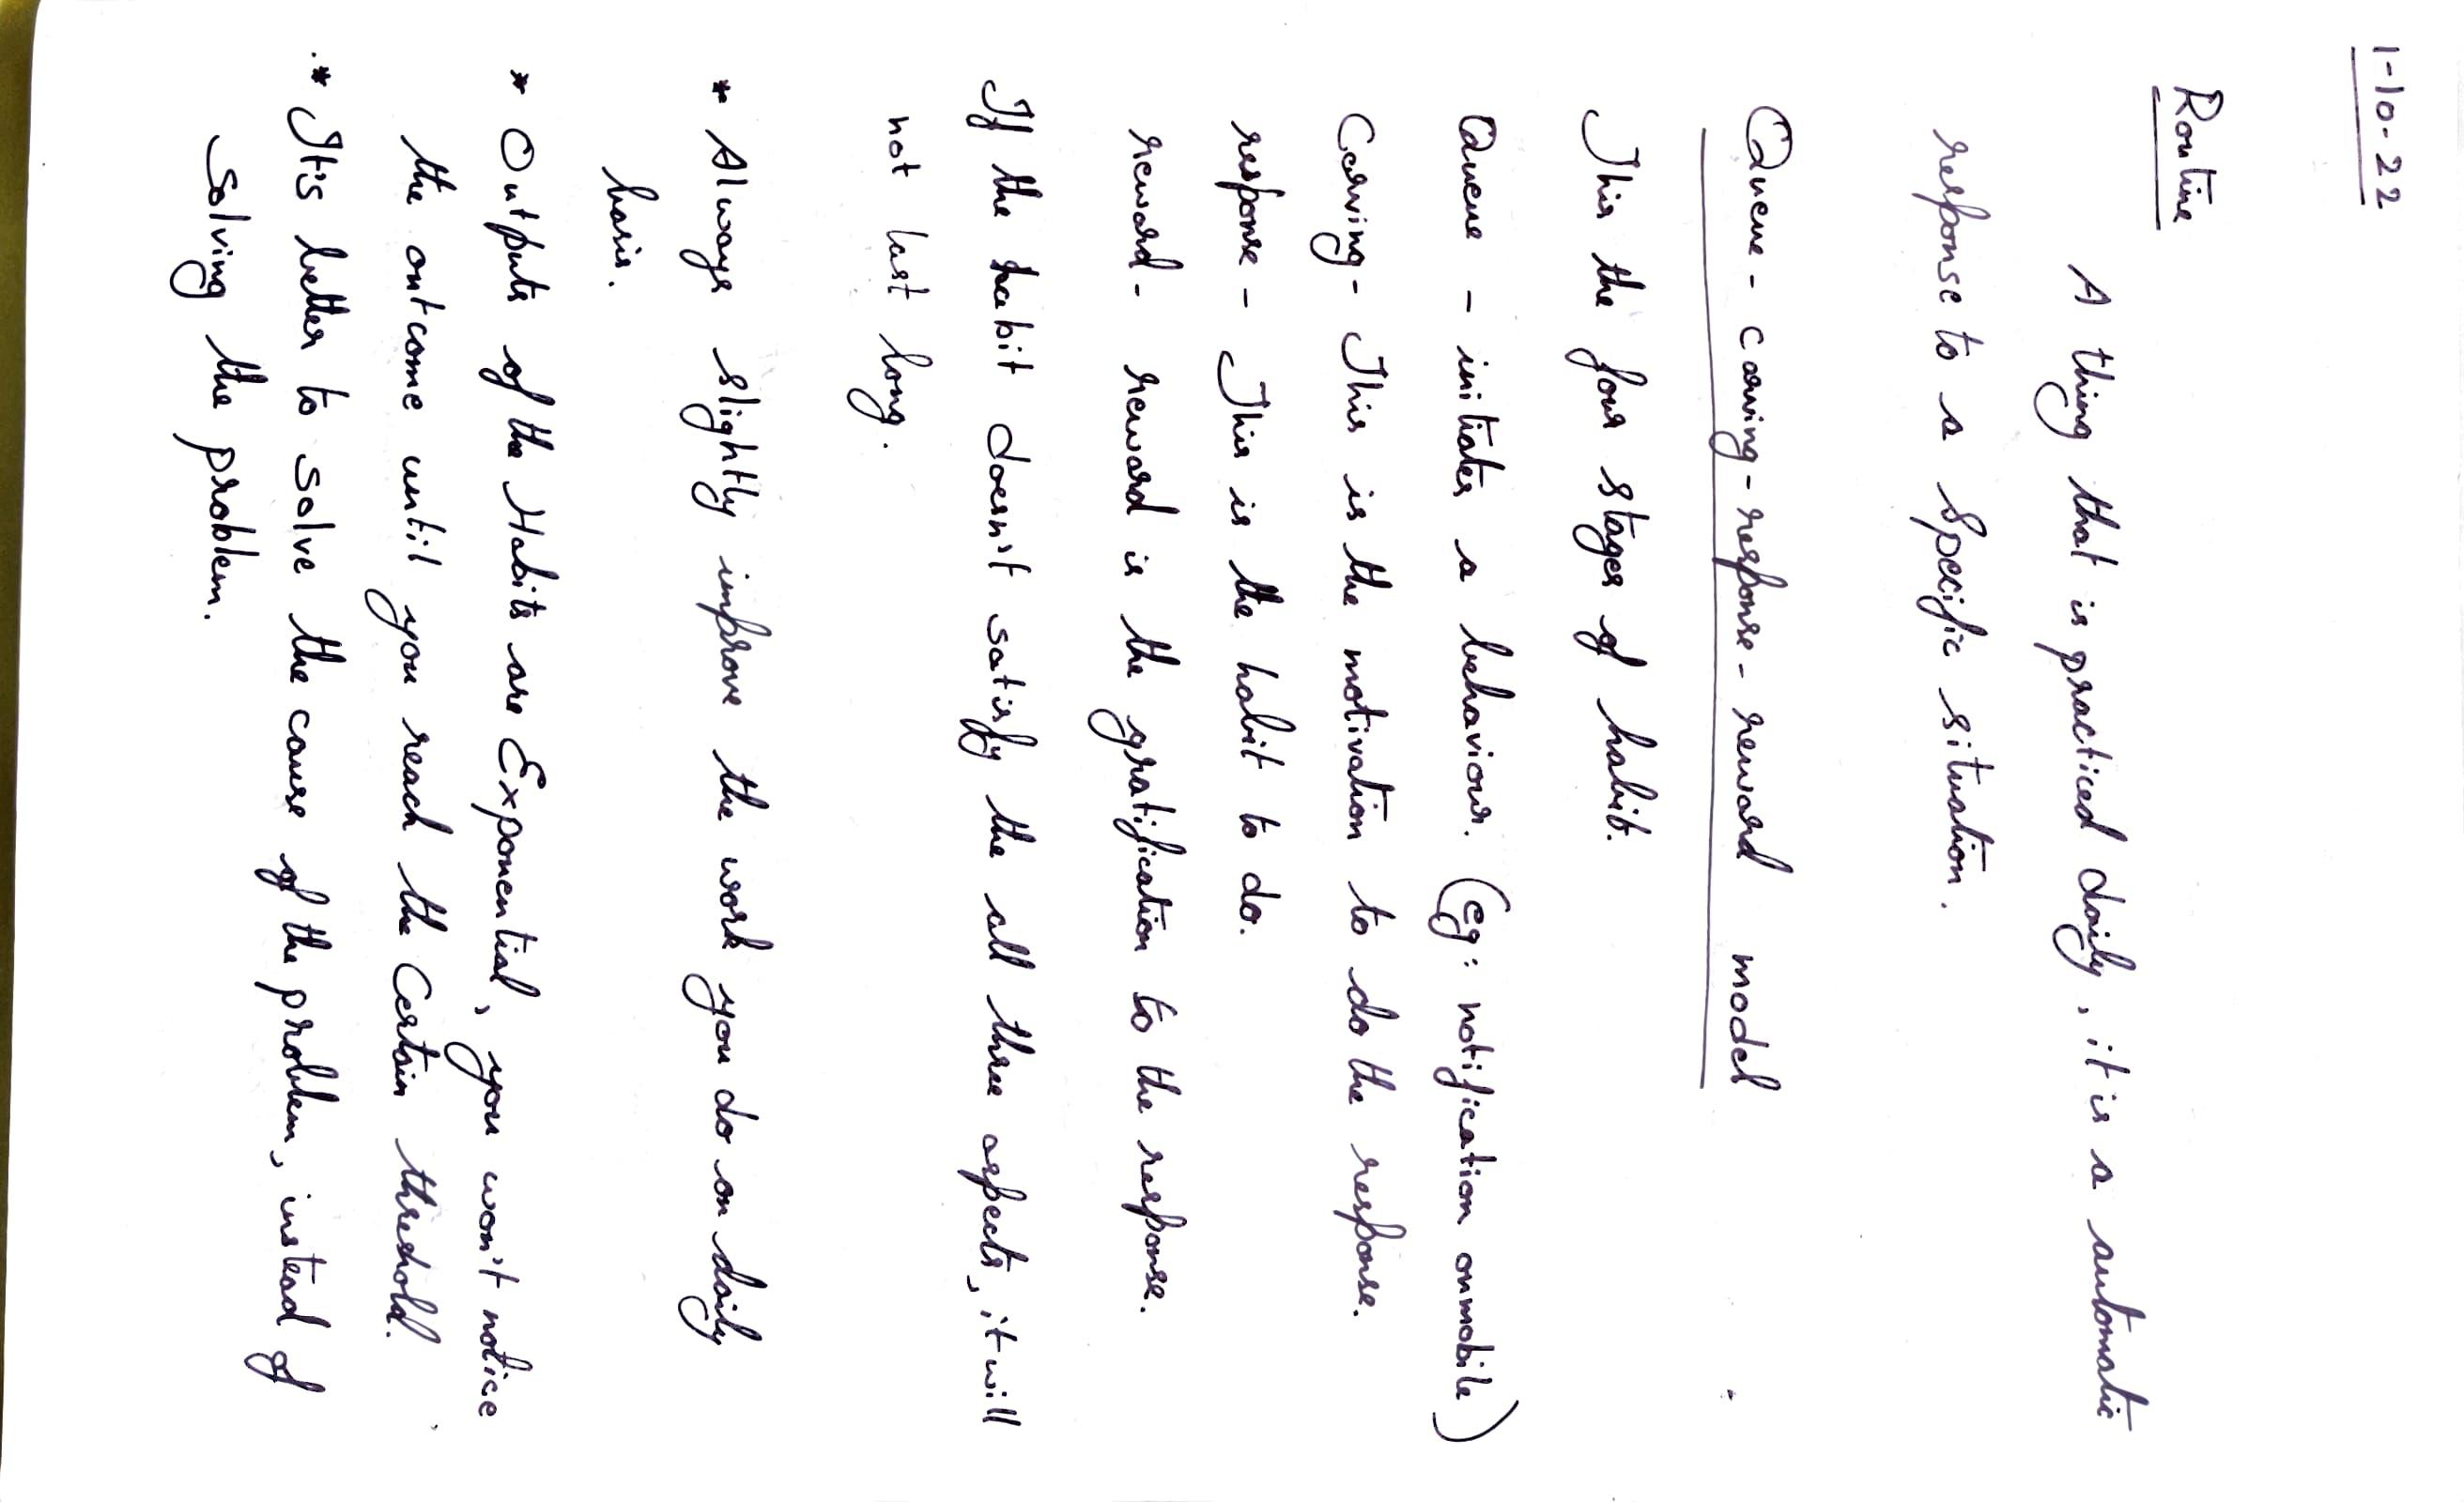 1-10-22
Routine
A thing that is practiced daily, it is a automatic
response to a specific situation.
Queue - carving - response - reward model
This the four stages of habit.
Queue - initiates a behaviour. (eg: notification on mobile)
Carving - This is the motivation to do the response.
response - This is the habit to do.
reward - reward is the gratification to the response.
If the habit doesn't satisfy the all three aspects, it will
not last long.
* Always slightly improve the work you do on daily
basis.
* Outputs of the Habits are Exponential, you won't notice
the outcome until you reach the Certain threshold.
* It's better to solve the cause of the problem, instead of
Solving the problem.